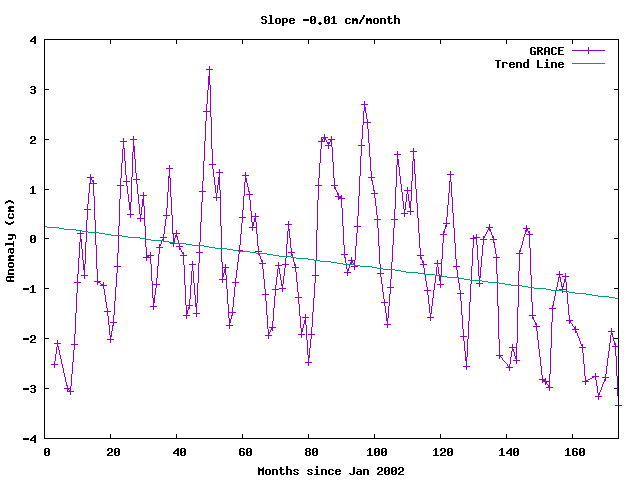 Slope -0.01 cm/month
GRACE
Trend Line
Anomaly (cm)
4
3
2
1
0
-1
-2
-3
-4
0 20 40 60 80 100 120 140 160
Months since Jan 2002